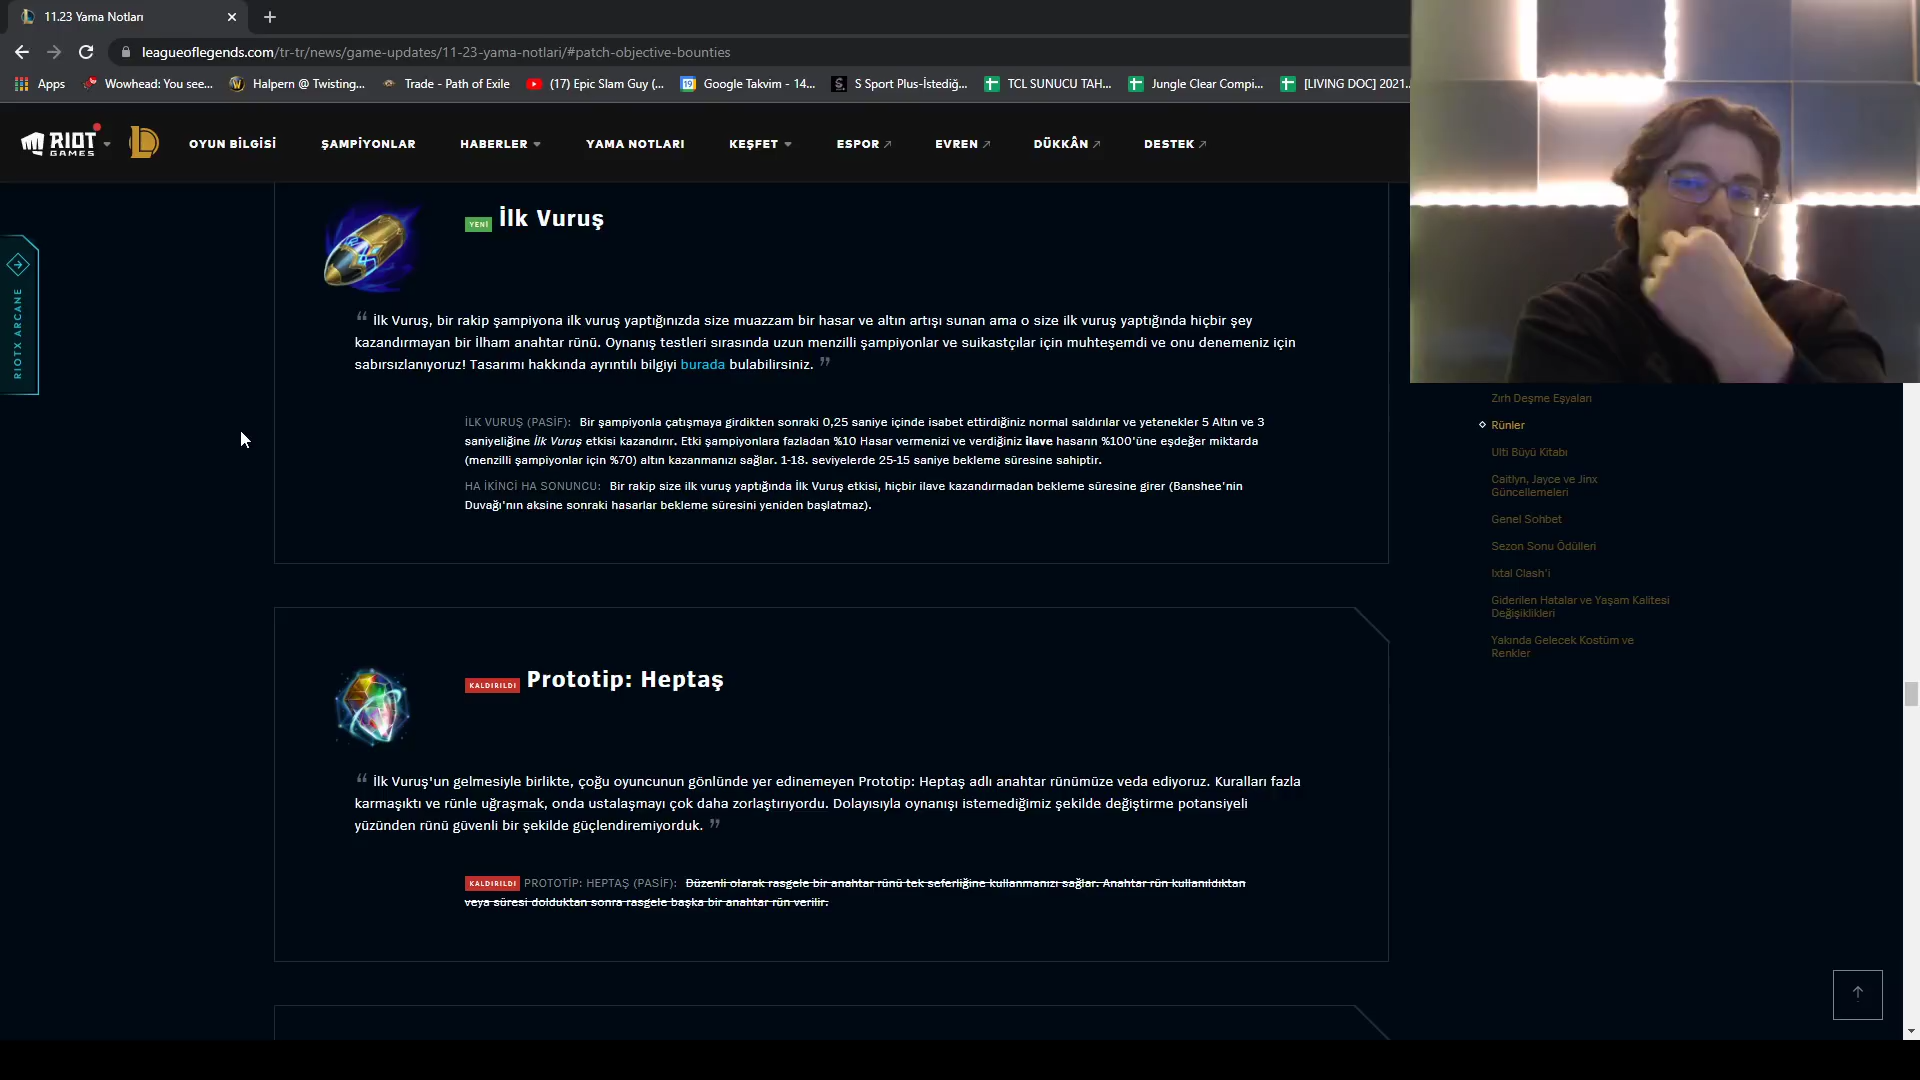 11.23 Yama Notları
leagueoflegends.com/tr-tr/news/game-updates/11-23-yama-notlari/#patch-objective-bounties
Apps Wowhead: You see... Halpern @ Twisting... Trade - Path of Exile (17) Epic Slam Guy (... Google Takvim - 14... S Sport Plus-İstediğ... TCL SUNUCU TAH... Jungle Clear Compi... [LIVING DOC] 2021...
RIOT GAMES OYUN BİLGİSİ ŞAMPİYONLAR HABERLER YAMA NOTLARI KEŞFET ESPOR EVREN DÜKKÂN DESTEK
RIOTX ARCANE
YENİ İlk Vuruş
“ İlk Vuruş, bir rakip şampiyona ilk vuruş yaptığınızda size muazzam bir hasar ve altın artışı sunan ama o size ilk vuruş yaptığında hiçbir şey
kazandırmayan bir İlham anahtar rünü. Oynanış testleri sırasında uzun menzilli şampiyonlar ve suikastçılar için muhteşemdi ve onu denemeniz için
sabırsızlanıyoruz! Tasarımı hakkında ayrıntılı bilgiyi burada bulabilirsiniz. ”
İLK VURUŞ (PASİF): Bir şampiyonla çatışmaya girdikten sonraki 0,25 saniye içinde isabet ettirdiğiniz normal saldırılar ve yetenekler 5 Altın ve 3
saniyeliğine İlk Vuruş etkisi kazandırır. Etki şampiyonlara fazladan %10 Hasar vermenizi ve verdiğiniz ilave hasarın %100'üne eşdeğer miktarda
(menzilli şampiyonlar için %70) altın kazanmanızı sağlar. 1-18. seviyelerde 25-15 saniye bekleme süresine sahiptir.
HA İKİNCİ HA SONUNCU: Bir rakip size ilk vuruş yaptığında İlk Vuruş etkisi, hiçbir ilave kazandırmadan bekleme süresine girer (Banshee'nin
Duvağı'nın aksine sonraki hasarlar bekleme süresini yeniden başlatmaz).
KALDIRILDI Prototip: Heptaş
“ İlk Vuruş'un gelmesiyle birlikte, çoğu oyuncunun gönlünde yer edinemeyen Prototip: Heptaş adlı anahtar rünümüze veda ediyoruz. Kuralları fazla
karmaşıktı ve rünle uğraşmak, onda ustalaşmayı çok daha zorlaştırıyordu. Dolayısıyla oynanışı istemediğimiz şekilde değiştirme potansiyeli
yüzünden rünü güvenli bir şekilde güçlendiremiyorduk. ”
KALDIRILDI PROTOTİP: HEPTAŞ (PASİF): Düzenli olarak rasgele bir anahtar rünü tek seferliğine kullanmanızı sağlar. Anahtar rün kullanıldıktan
veya süresi dolduktan sonra rasgele başka bir anahtar rün verilir.
Zırh Deşme Eşyaları
Rünler
Ulti Büyü Kitabı
Caitlyn, Jayce ve Jinx
Güncellemeleri
Genel Sohbet
Sezon Sonu Ödülleri
Ixtal Clash'i
Giderilen Hatalar ve Yaşam Kalitesi
Değişiklikleri
Yakında Gelecek Kostüm ve
Renkler